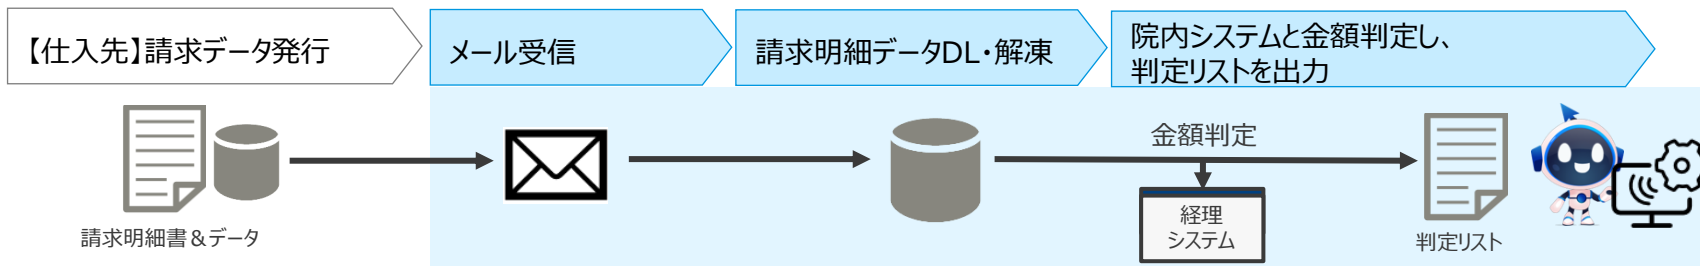 【仕入先】請求データ発行
メール受信
請求明細データDL・解凍
院内システムと金額判定し、
判定リストを出力
金額判定
経理
システム
請求明細書&データ
判定リスト